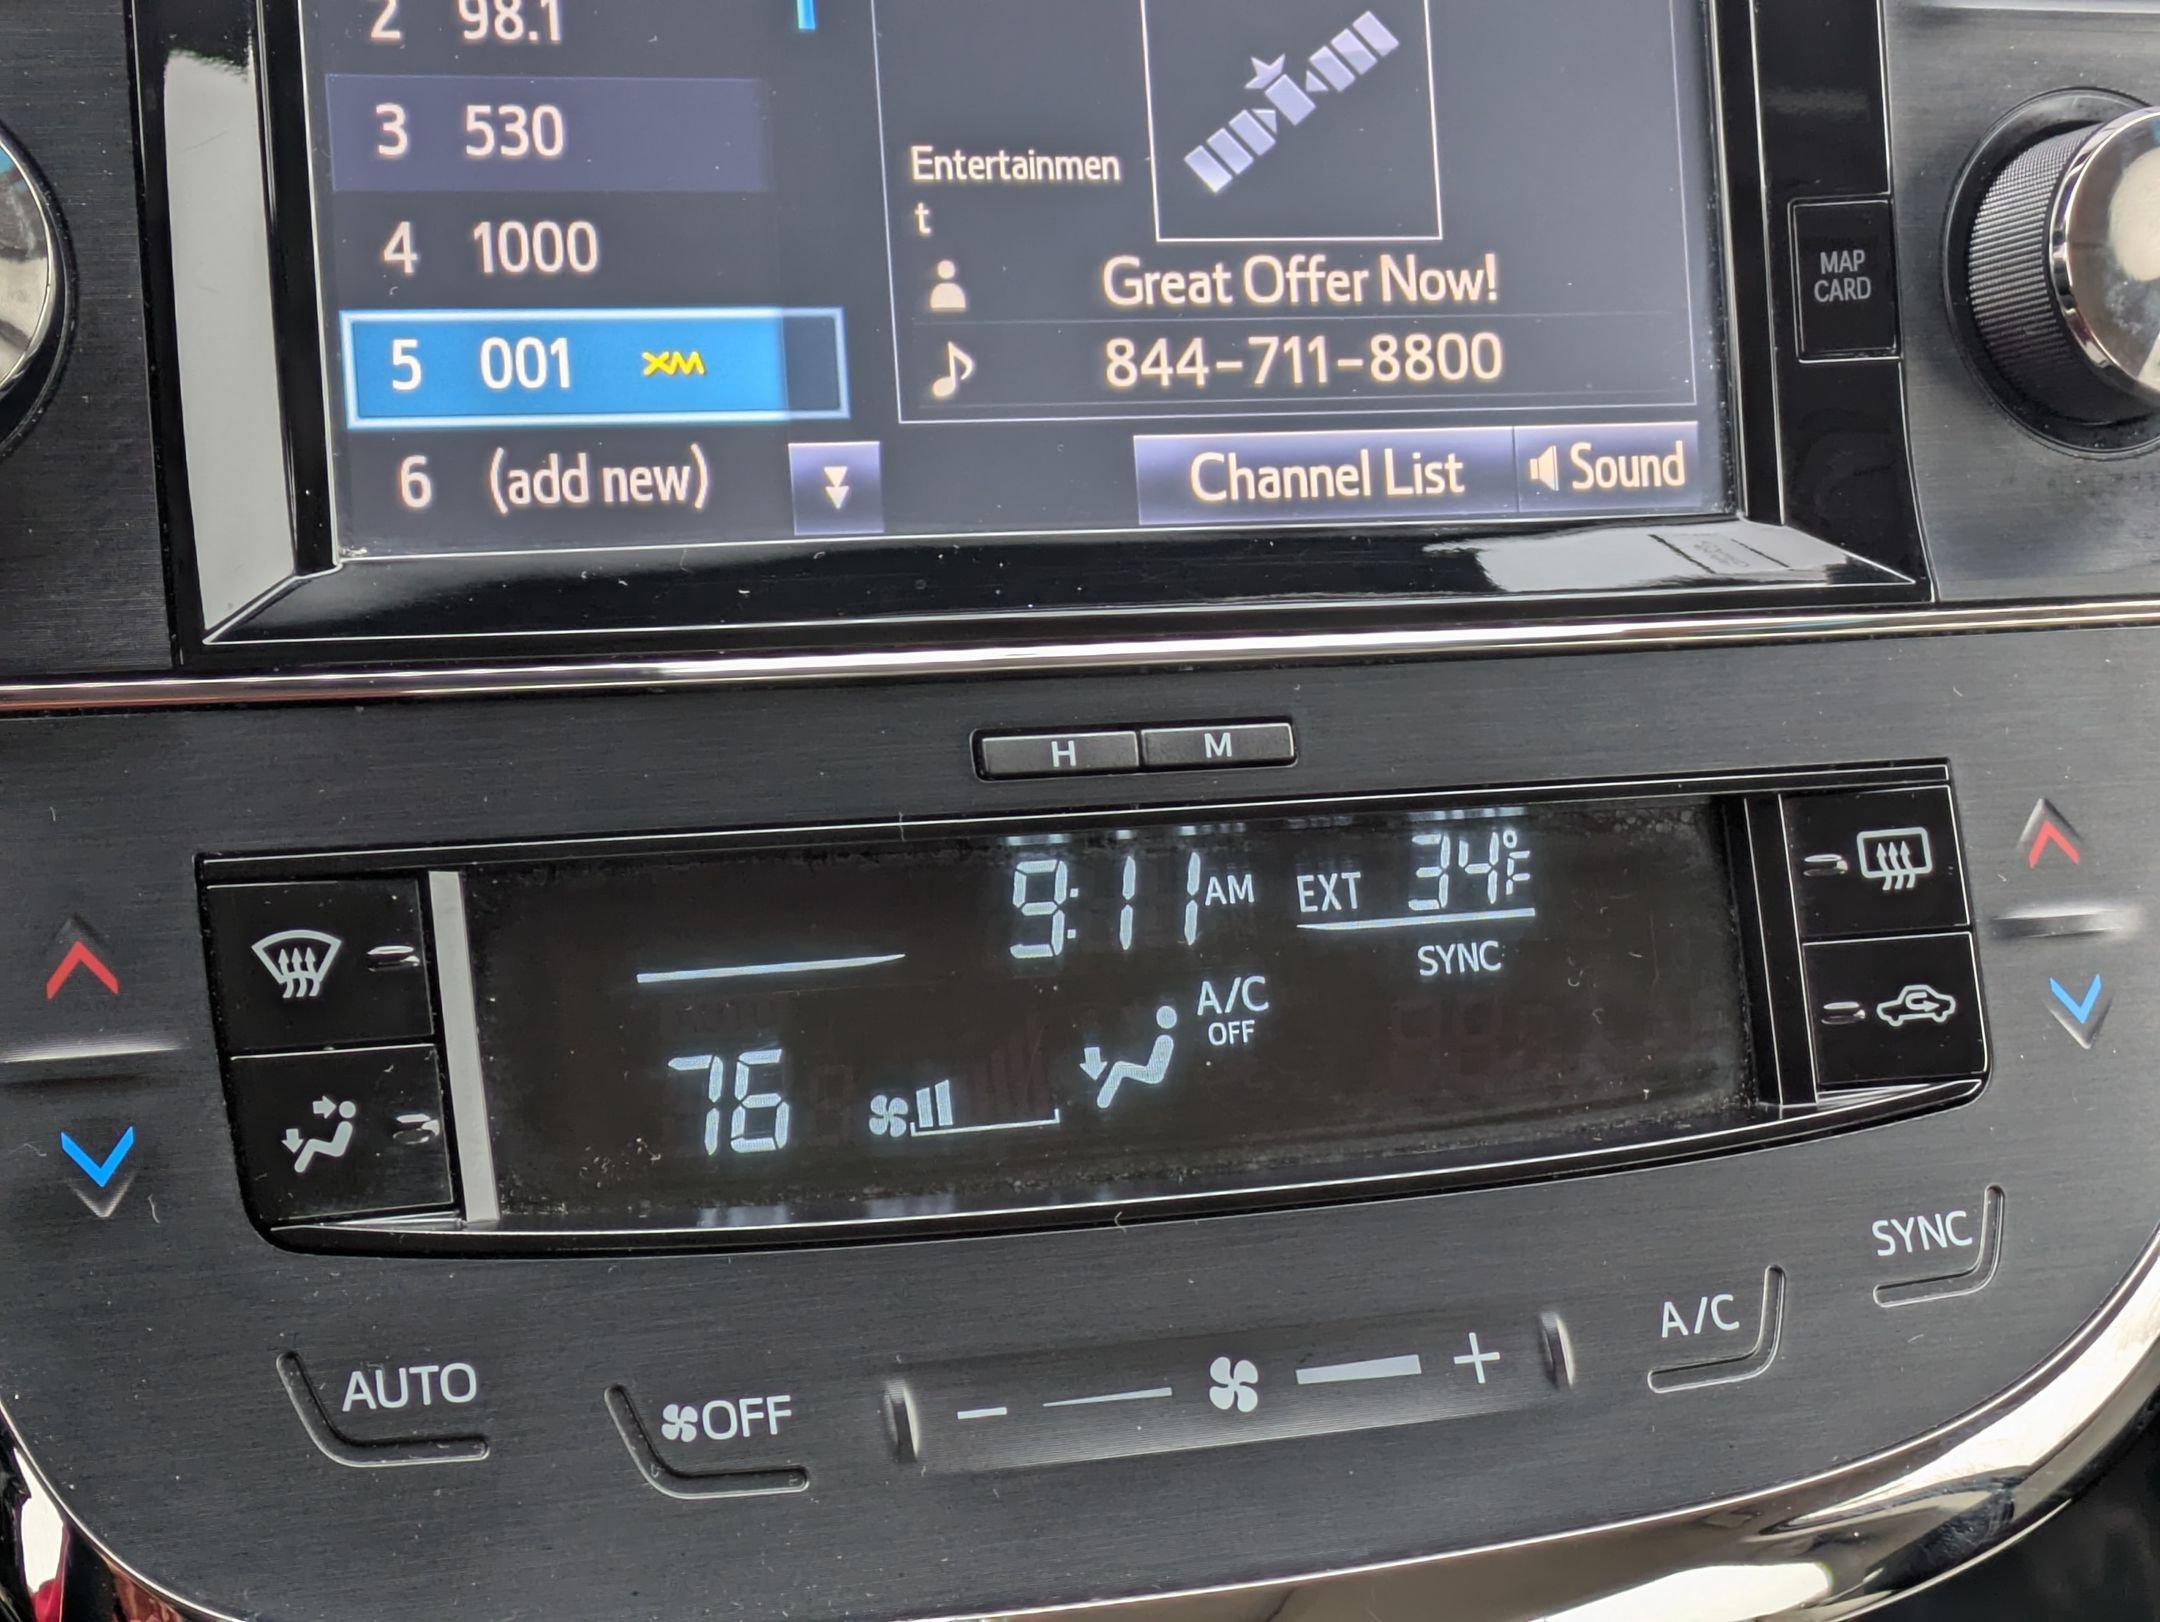 2 98.1
3 530
4 1000
5 001 XM
6 (add new)
Entertainmen
t
Great Offer Now!
844-711-8800
Channel List
Sound
MAP
CARD
H M
9:11 AM EXT 34°F
SYNC
A/C
OFF
76
AUTO
OFF
- +
A/C
SYNC